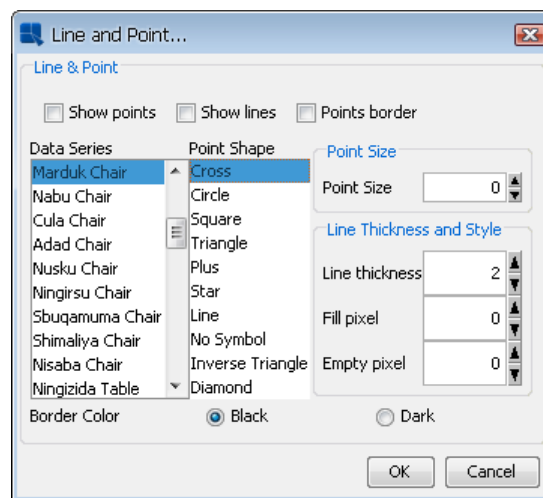 Line and Point...
Line & Point
Show points Show lines Points border
Data Series Point Shape Point Size
Marduk Chair Cross
Nabu Chair Circle Point Size 0
Cula Chair Square
Adad Chair Triangle Line Thickness and Style
Nusku Chair Plus
Ningirsu Chair Star Line thickness 2
Sbuqamuma Chair Line Fill pixel 0
Shimaliya Chair No Symbol
Nisaba Chair Inverse Triangle Empty pixel 0
Ningizida Table Diamond
Border Color Black Dark
OK Cancel